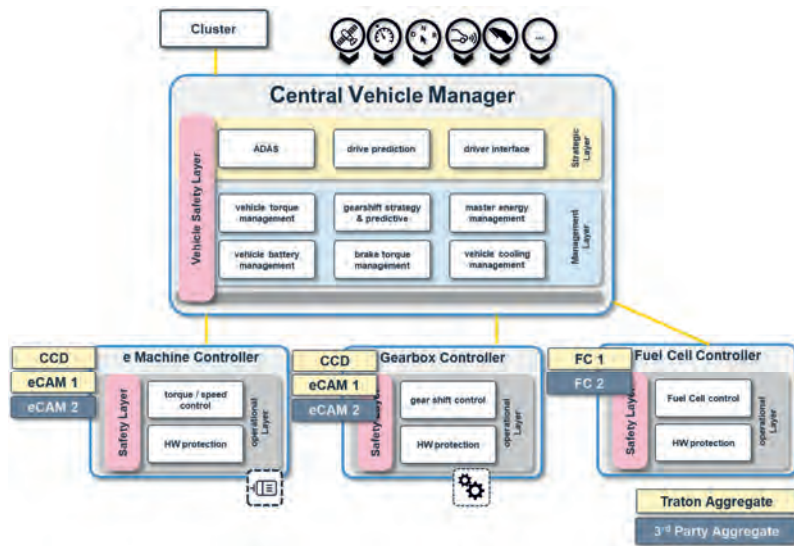 Cluster
...
Central Vehicle Manager
Vehicle Safety Layer
ADAS
drive prediction
driver interface
Strategic
Layer
vehicle torque
management
gearshift strategy
& predictive
master energy
management
vehicle battery
management
brake torque
management
vehicle cooling
management
Management
Layer
CCD
eCAM 1
eCAM 2
e Machine Controller
Safety Layer
torque / speed
control
HW protection
operational
Layer
CCD
eCAM 1
eCAM 2
Gearbox Controller
Safety Layer
gear shift control
HW protection
operational
Layer
FC 1
FC 2
Fuel Cell Controller
Safety Layer
Fuel Cell control
HW protection
operational
Layer
Traton Aggregate
3rd Party Aggregate